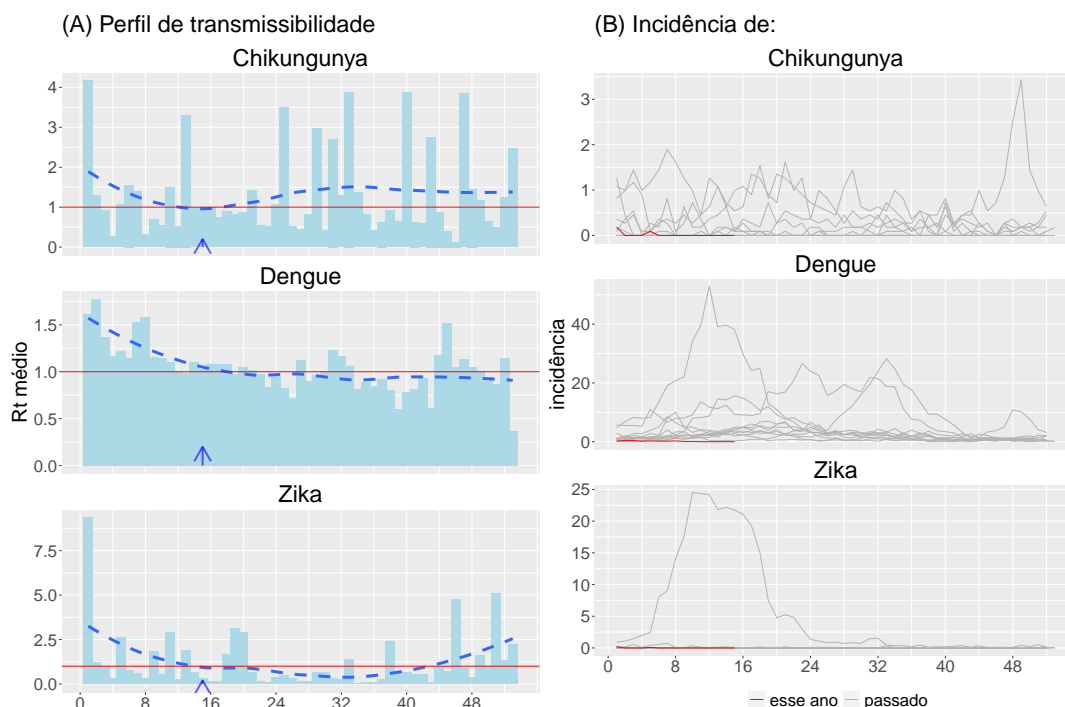 (A) Perfil de transmissibilidade
Chikungunya
4
3
2
1
0
Dengue
1.5
1.0
0.5
0.0
Rt médio
Zika
7.5
5.0
2.5
0.0
0 8 16 24 32 40 48
(B) Incidência de:
Chikungunya
3
2
1
0
Dengue
40
20
0
incidência
Zika
25
20
15
10
5
0
0 8 16 24 32 40 48
esse ano passado